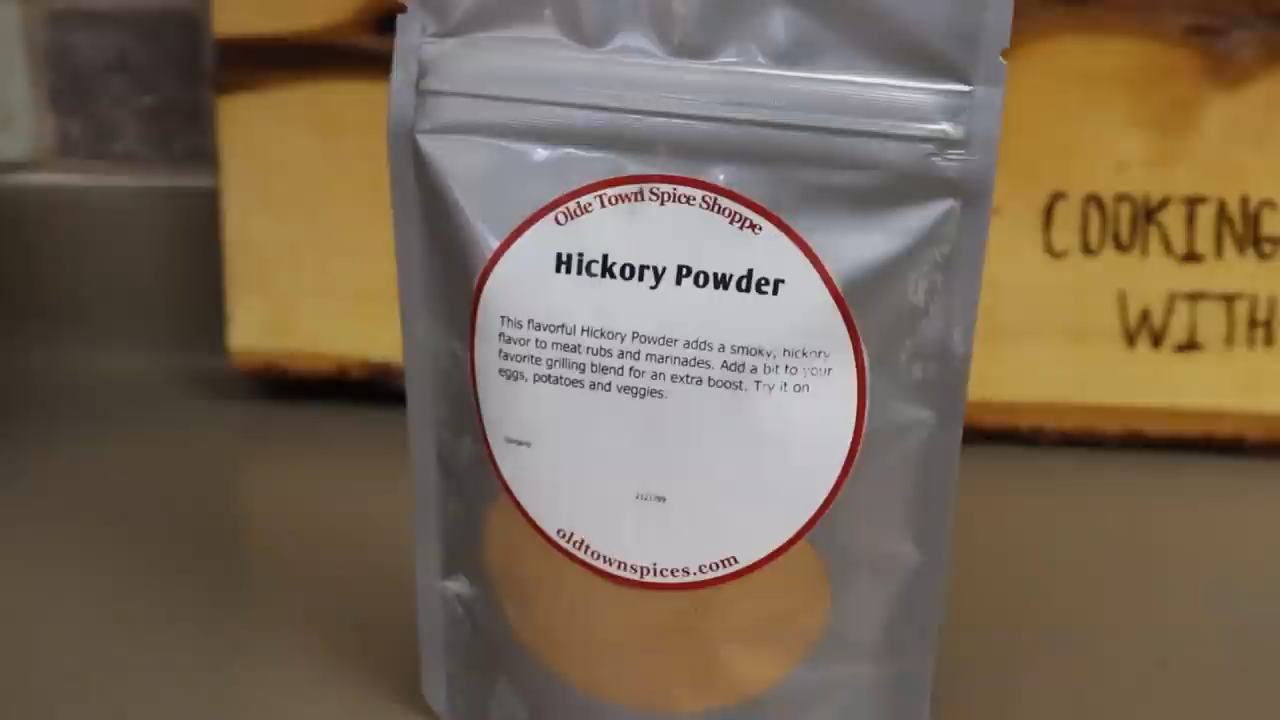 Olde Town Spice Shoppe
Hickory Powder
This flavorful Hickory Powder adds a smoky, hickory
flavor to meat rubs and marinades. Add a bit to your
favorite grilling blend for an extra boost. Try it on
eggs, potatoes and veggies.
oldtownspices.com
COOKING
WITH